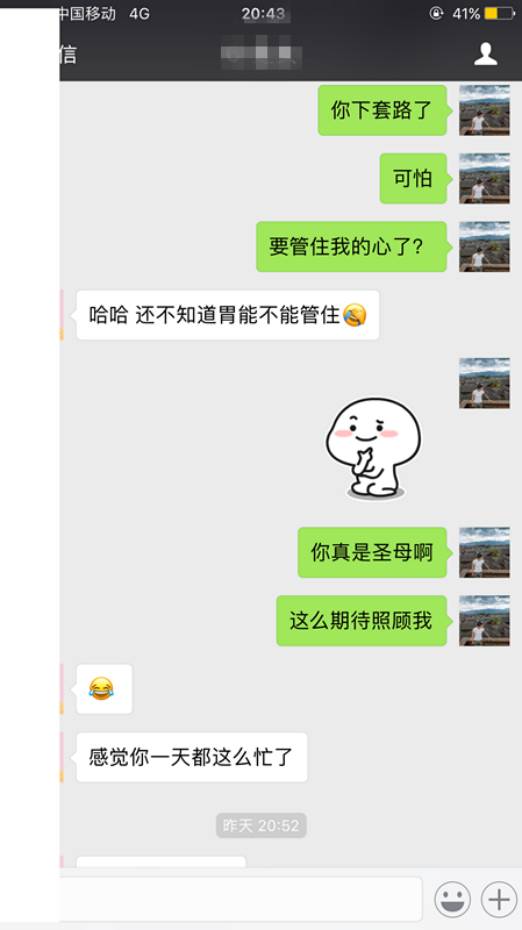 中国移动 4G 20:43 41%
信
你下套路了
可怕
要管住我的心了?
哈哈 还不知道胃能不能管住
你真是圣母啊
这么期待照顾我
感觉你一天都这么忙了
昨天 20:52